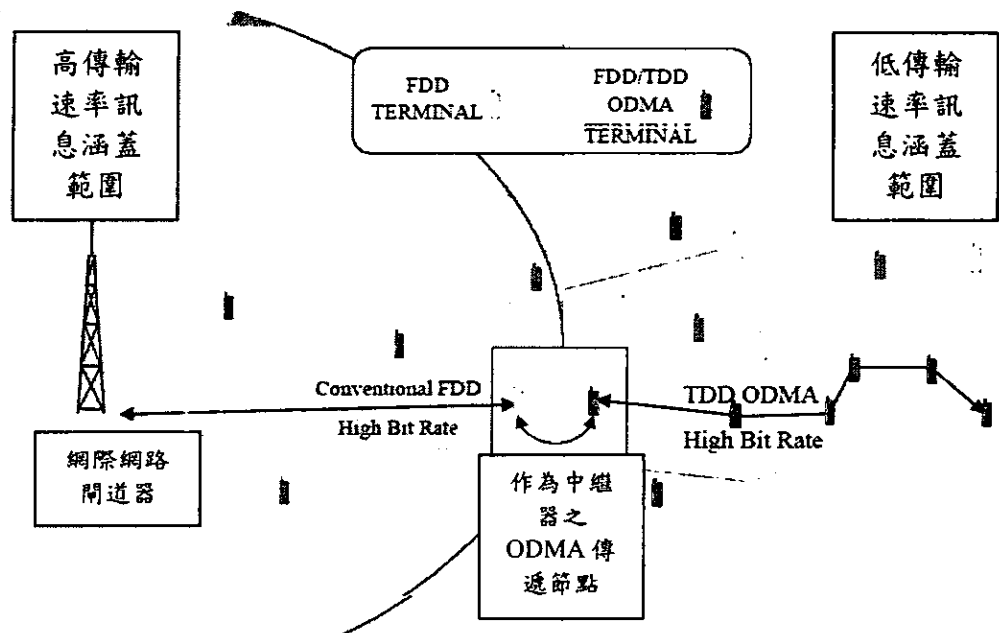 高傳輸
速率訊
息涵蓋
範圍
FDD
TERMINAL
FDD/TDD
ODMA
TERMINAL
低傳輸
速率訊
息涵蓋
範圍
Conventional FDD
High Bit Rate
TDD ODMA
High Bit Rate
網際網路
閘道器
作為中繼
器之
ODMA 傳
遞節點